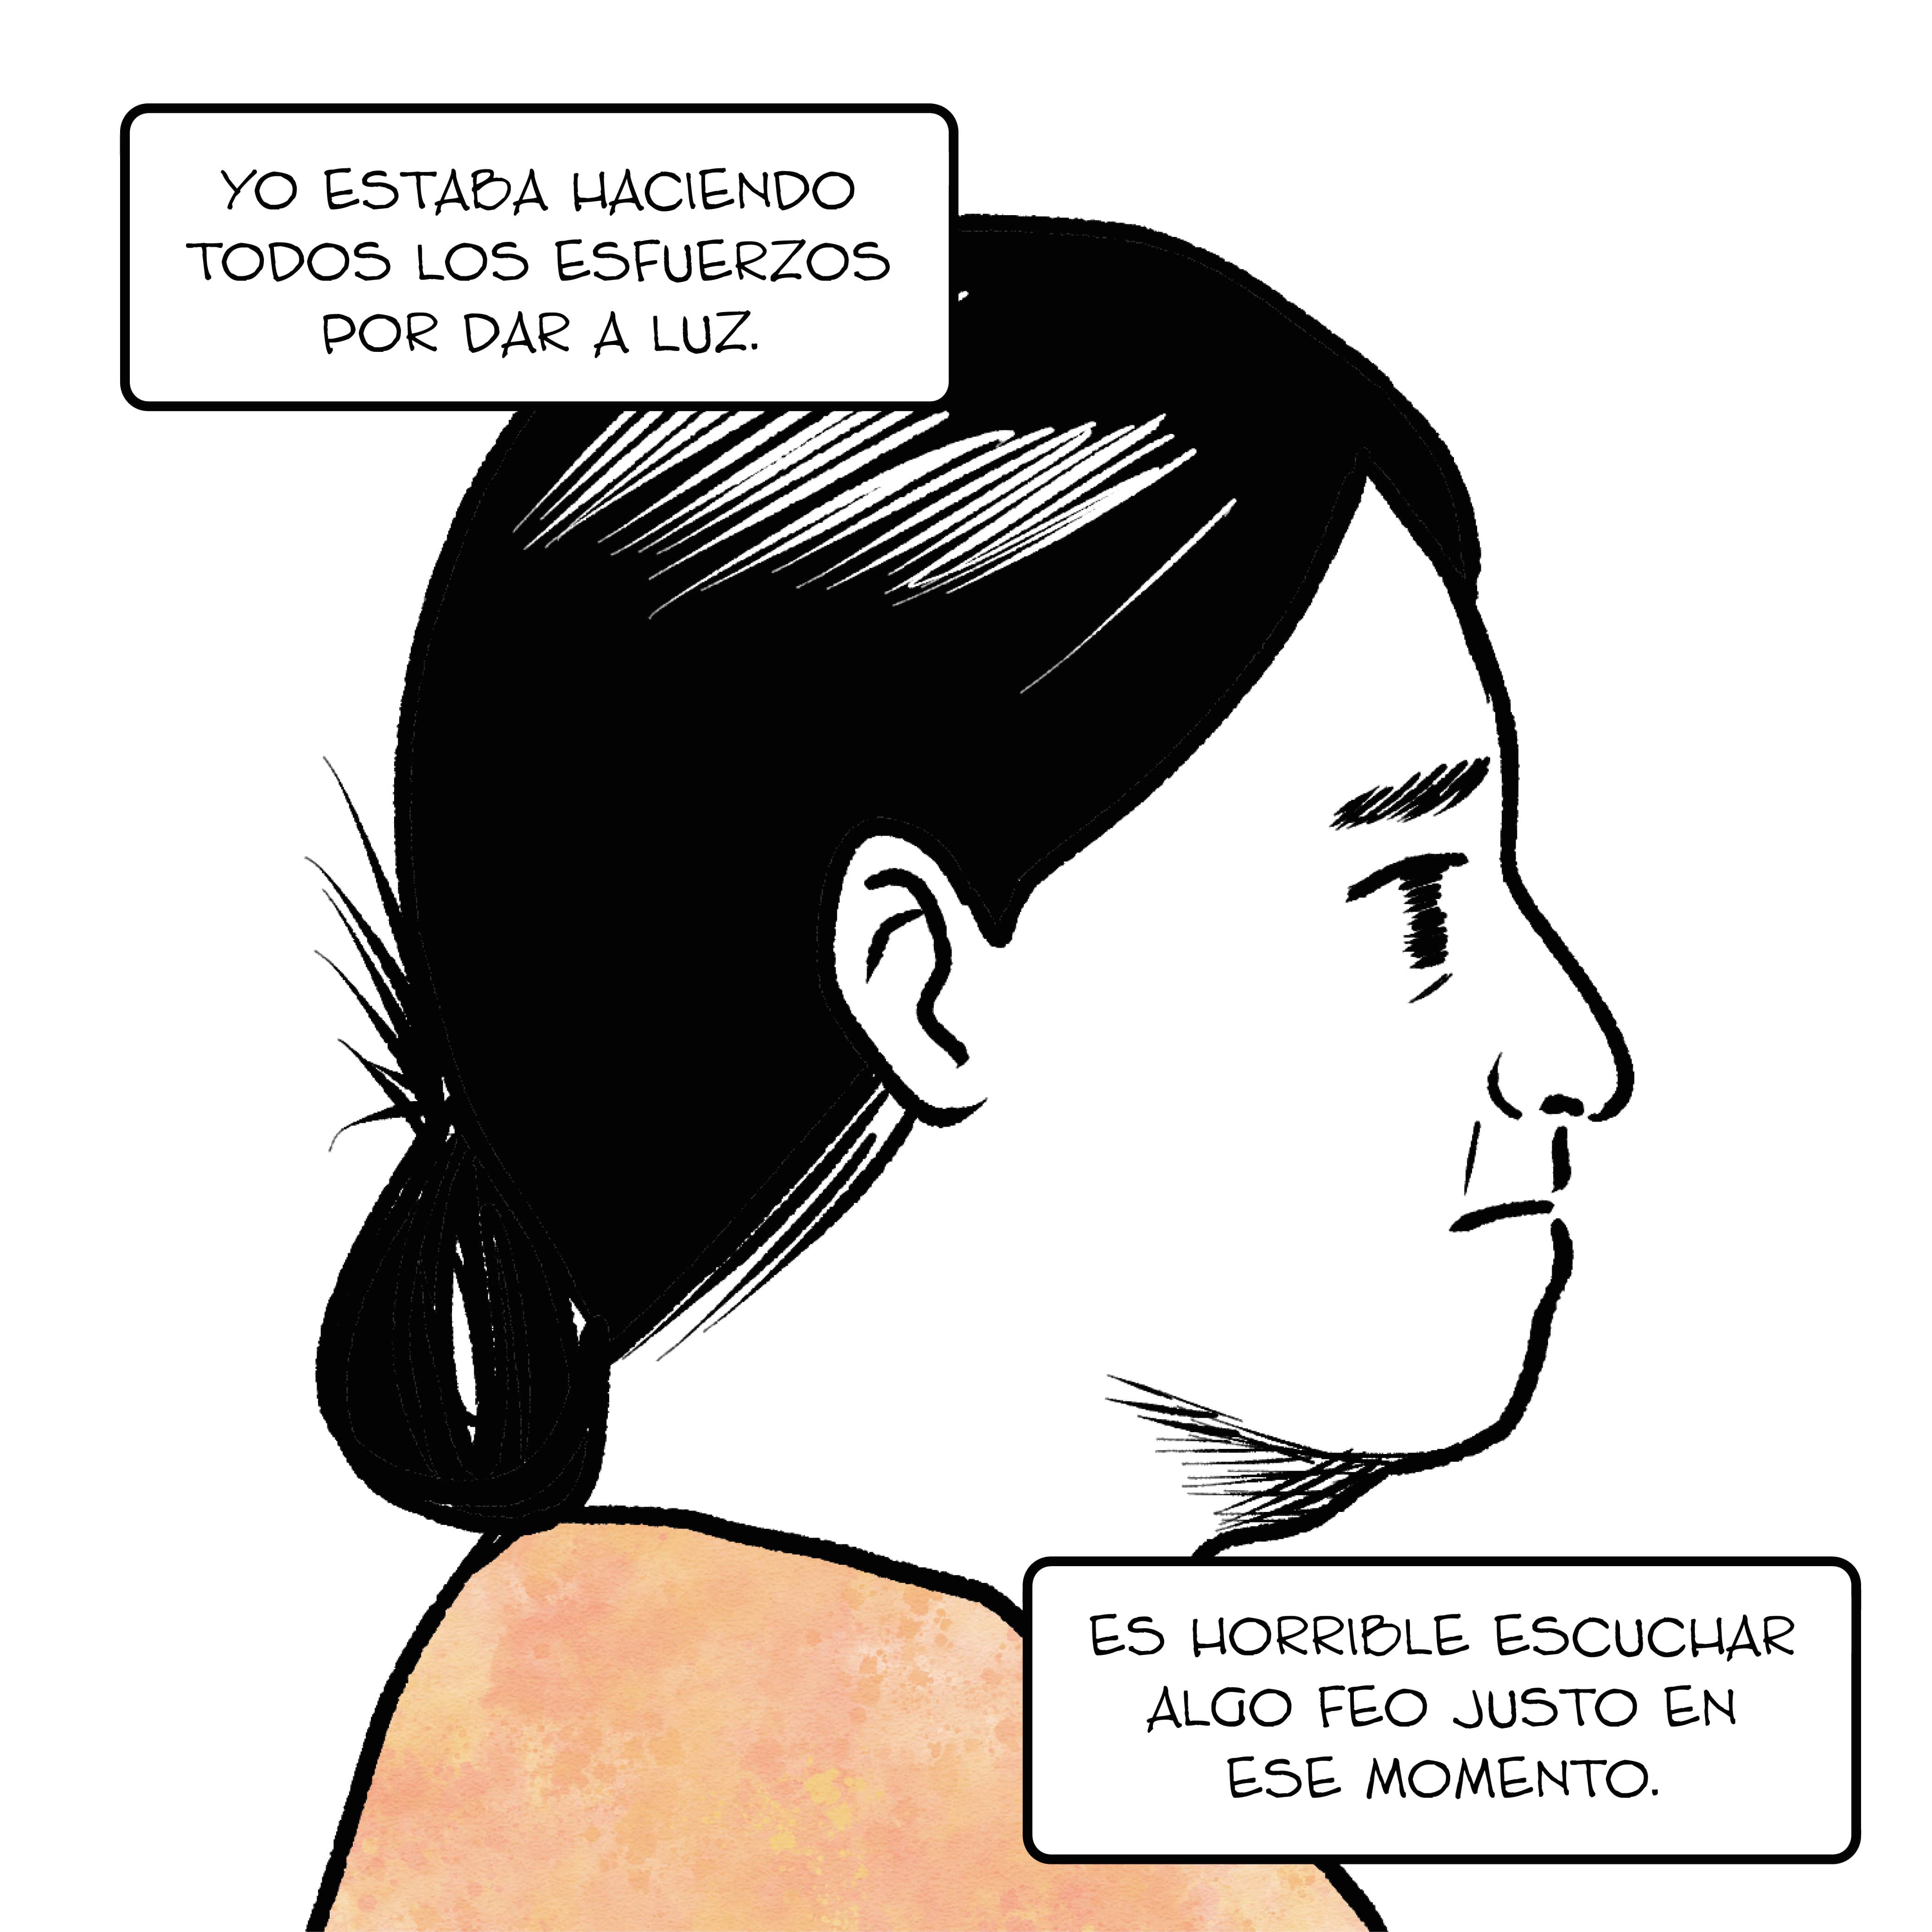 YO ESTABA HACIENDO
TODOS LOS ESFUERZOS
POR DAR A LUZ.
ES HORRIBLE ESCUCHAR
ALGO FEO JUSTO EN
ESE MOMENTO.